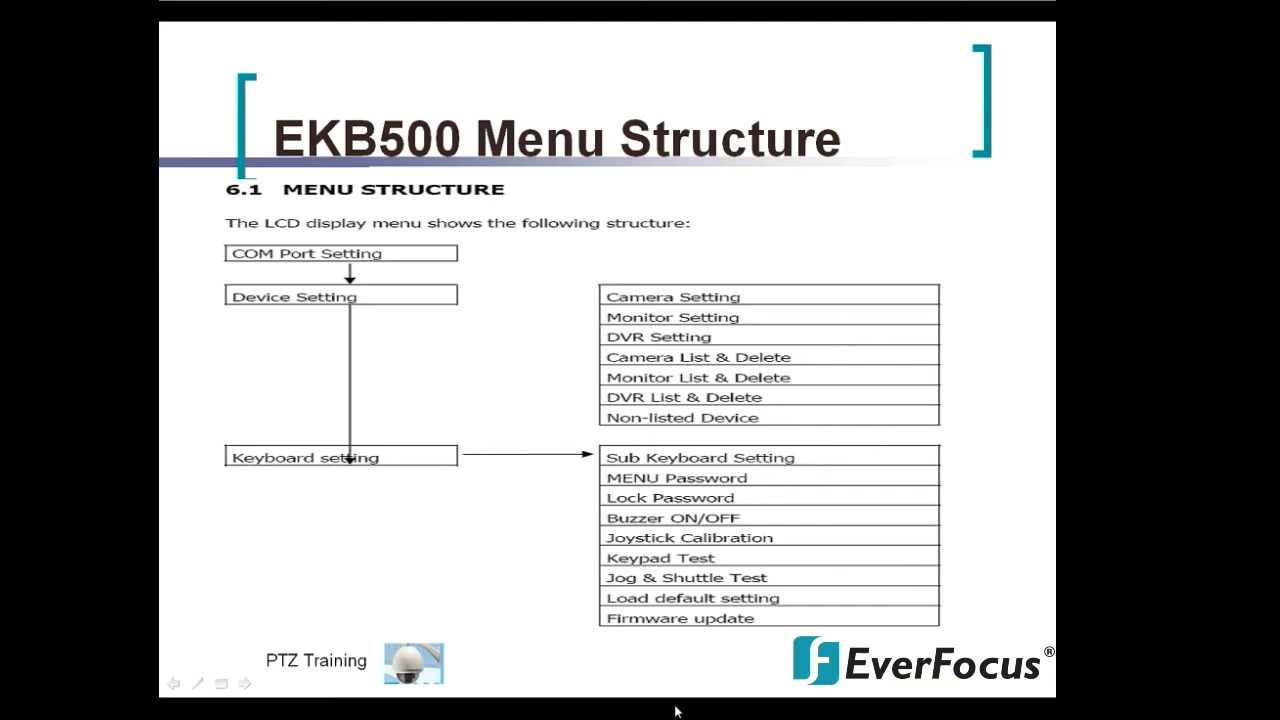 EKB500 Menu Structure
6.1 MENU STRUCTURE
The LCD display menu shows the following structure:
COM Port Setting
Device Setting
Camera Setting
Monitor Setting
DVR Setting
Camera List & Delete
Monitor List & Delete
DVR List & Delete
Non-listed Device
Keyboard setting
Sub Keyboard Setting
MENU Password
Lock Password
Buzzer ON/OFF
Joystick Calibration
Keypad Test
Jog & Shuttle Test
Load default setting
Firmware update
PTZ Training
EverFocus®